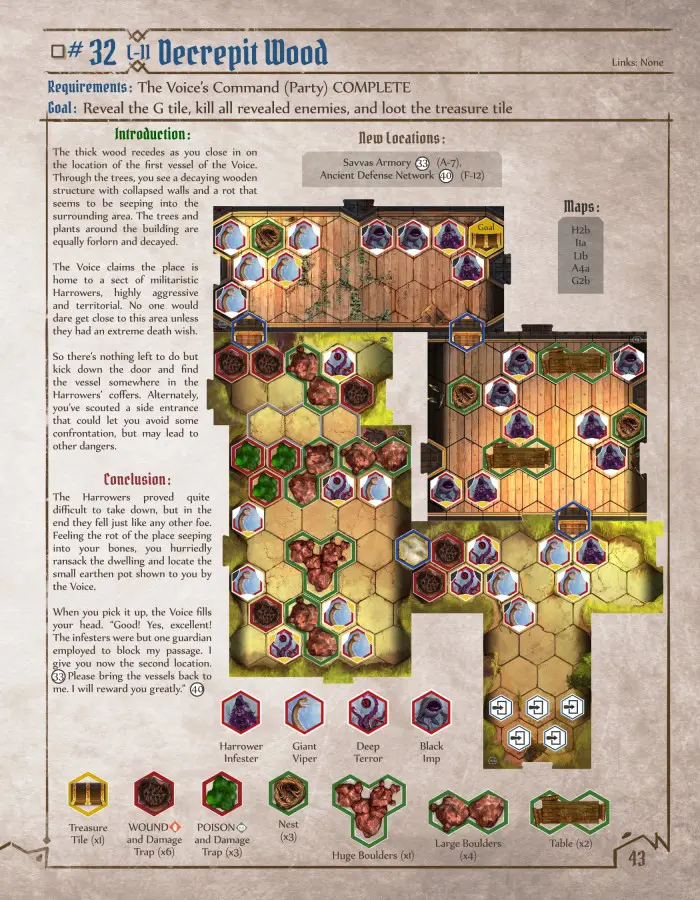 #32 L-11 Decrepit Wood
Links: None
Requirements: The Voice's Command (Party) COMPLETE
Goal: Reveal the G tile, kill all revealed enemies, and loot the treasure tile
Introduction:
The thick wood recedes as you close in on
the location of the first vessel of the Voice.
Through the trees, you see a decaying wooden
structure with collapsed walls and a rot that
seems to be seeping into the
surrounding area. The trees and
plants around the building are
equally forlorn and decayed.
The Voice claims the place is
home to a sect of militaristic
Harrowers, highly aggressive
and territorial. No one would
dare get close to this area unless
they had an extreme death wish.
So there's nothing left to do but
kick down the door and find
the vessel somewhere in the
Harrowers' coffers. Alternately,
you've scouted a side entrance
that could let you avoid some
confrontation, but may lead to
other dangers.
Conclusion:
The Harrowers proved quite
difficult to take down, but in the
end they fell just like any other foe.
Feeling the rot of the place seeping
into your bones, you hurriedly
ransack the dwelling and locate the
small earthen pot shown to you by
the Voice.
When you pick it up, the Voice fills
your head. "Good! Yes, excellent!
The infesters were but one guardian
employed to block my passage. I
give you now the second location.
33 Please bring the vessels back to
me. I will reward you greatly." 40
New Locations:
Savvas Armory 33 (A-7),
Ancient Defense Network 40 (F-12)
Maps:
H2b
I1a
L1b
A4a
G2b
Goal
Harrower
Infester
Giant
Viper
Deep
Terror
Black
Imp
Treasure
Tile (x1)
WOUND
and Damage
Trap (x6)
POISON
and Damage
Trap (x3)
Nest
(x3)
Huge Boulders (x1)
Large Boulders
(x4)
Table (x2)
43